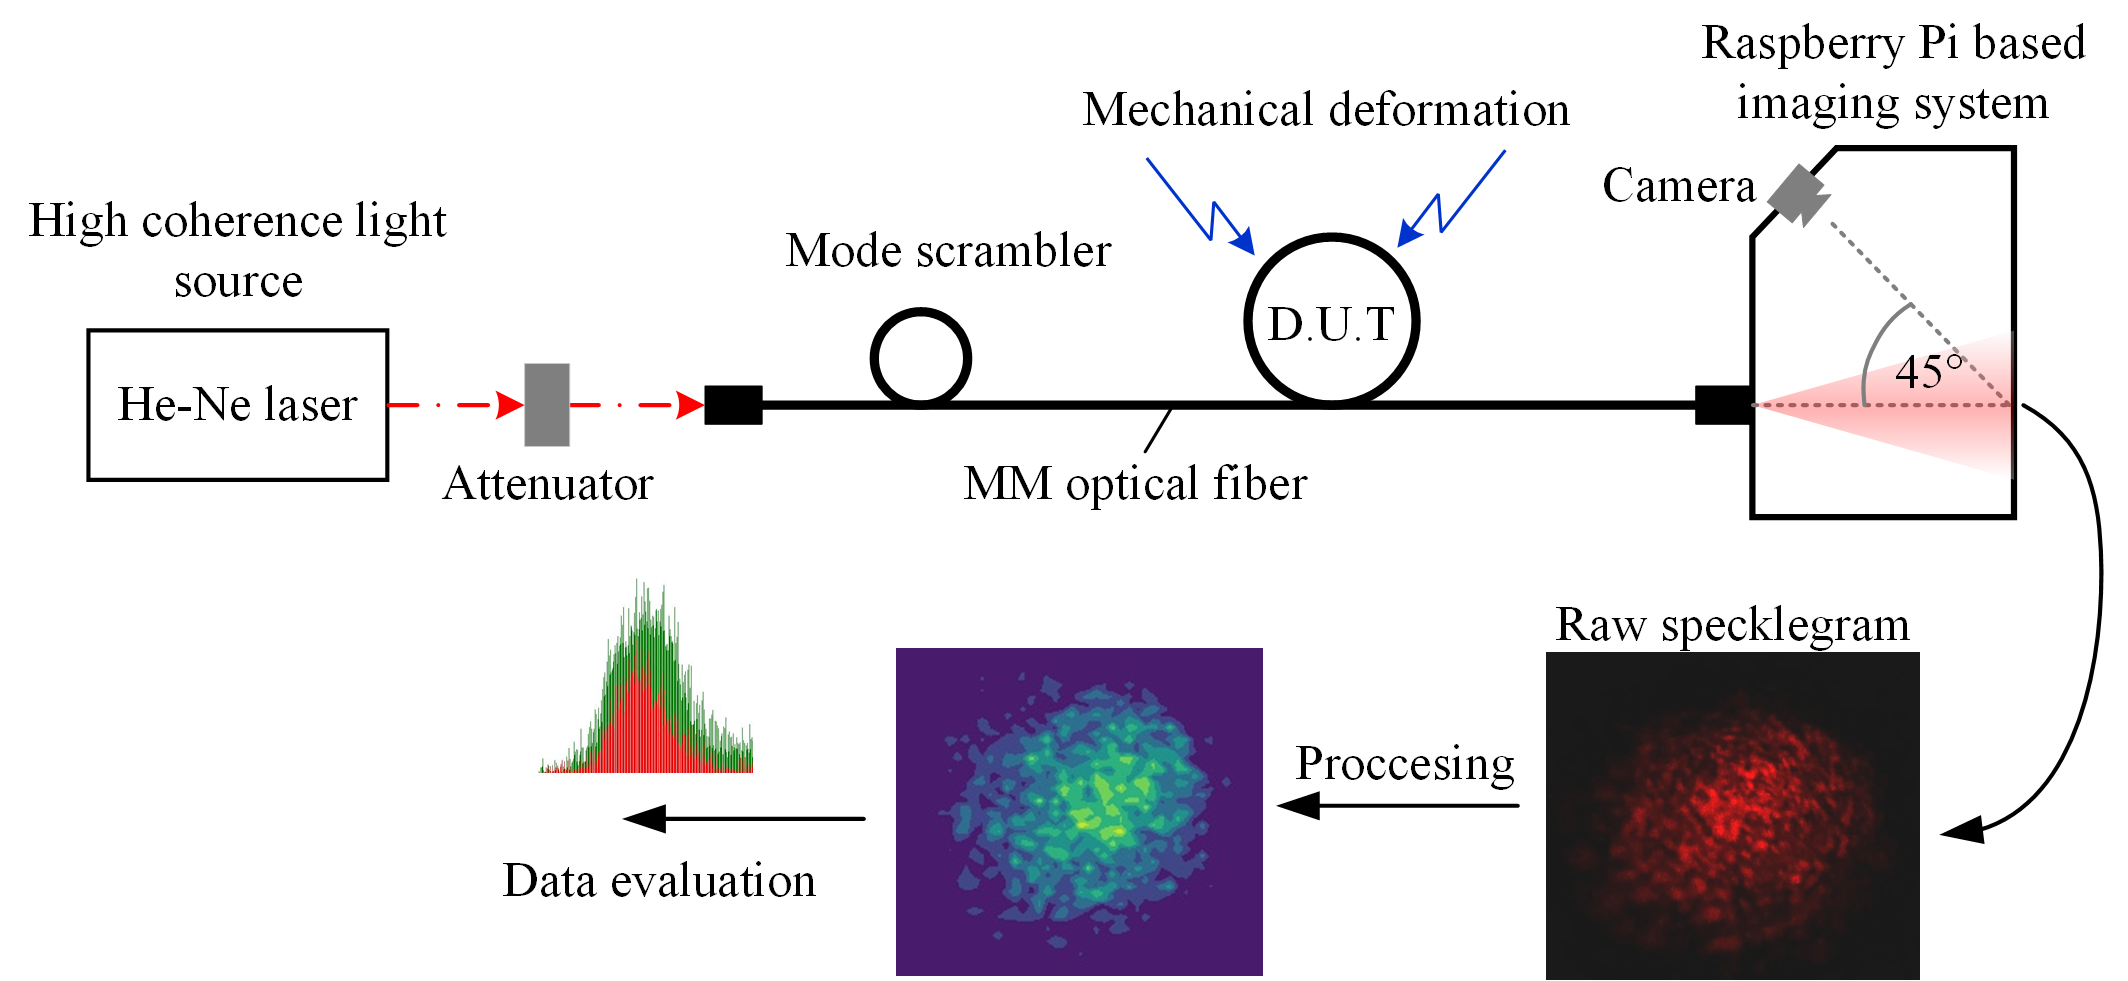 Raspberry Pi based
imaging system
Mechanical deformation
Camera
High coherence light
source
Mode scrambler
D.U.T
He-Ne laser
45°
Attenuator
MM optical fiber
Raw specklegram
Proccesing
Data evaluation